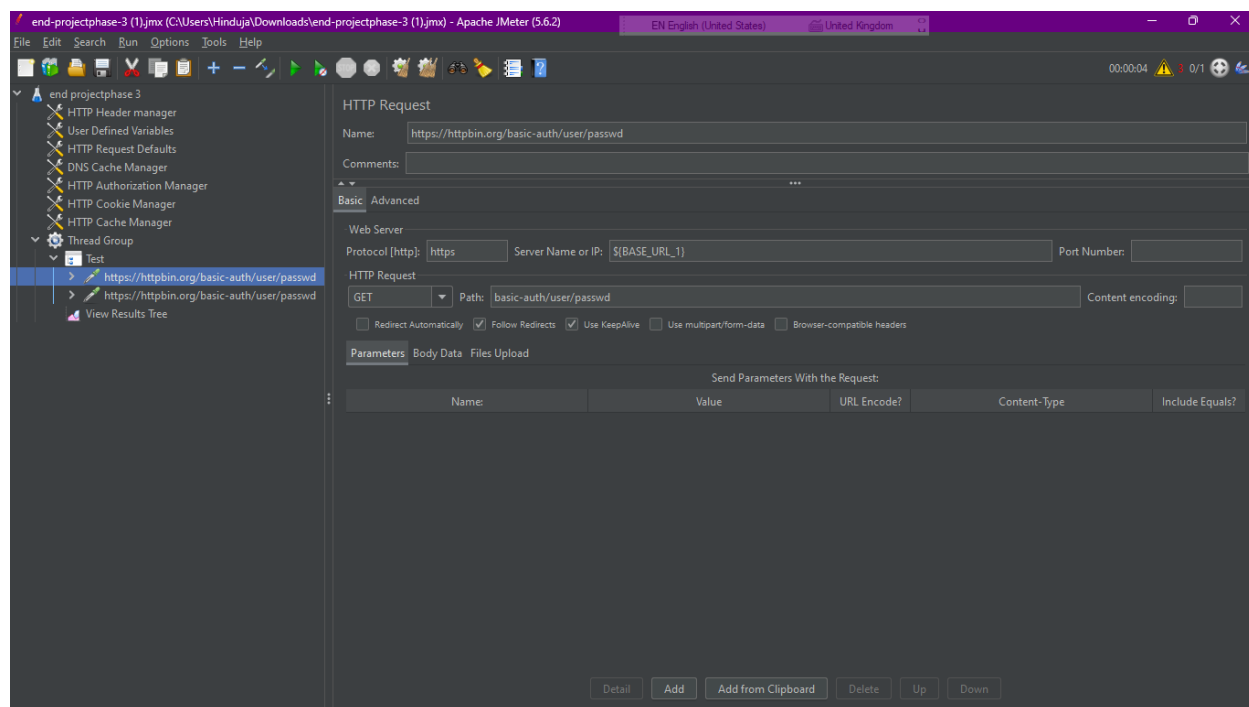 end-projectphase-3 (1).jmx (C:\Users\Hinduja\Downloads\end-projectphase-3 (1).jmx) - Apache JMeter (5.6.2)
EN English (United States) United Kingdom
File Edit Search Run Options Tools Help
00:00:04 3 0/1
end projectphase 3
HTTP Header manager
User Defined Variables
HTTP Request Defaults
DNS Cache Manager
HTTP Authorization Manager
HTTP Cookie Manager
HTTP Cache Manager
Thread Group
Test
https://httpbin.org/basic-auth/user/passwd
https://httpbin.org/basic-auth/user/passwd
View Results Tree
HTTP Request
Name: https://httpbin.org/basic-auth/user/passwd
Comments:
Basic Advanced
Web Server
Protocol [http]: https Server Name or IP: ${BASE_URL_1} Port Number:
HTTP Request
GET Path: basic-auth/user/passwd Content encoding:
Redirect Automatically Follow Redirects Use KeepAlive Use multipart/form-data Browser-compatible headers
Parameters Body Data Files Upload
Send Parameters With the Request:
Name: Value URL Encode? Content-Type Include Equals?
Detail Add Add from Clipboard Delete Up Down